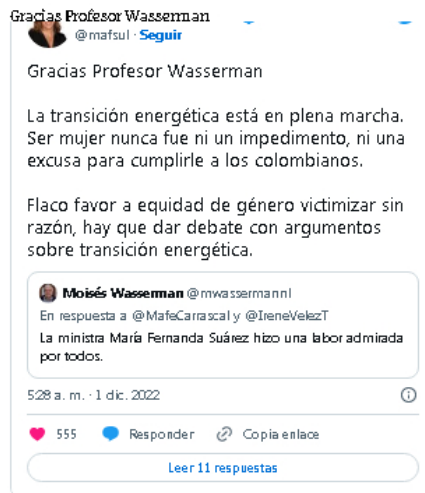 Gracias Profesor Wasserman
@mafsul · Seguir
Gracias Profesor Wasserman
La transición energética está en plena marcha.
Ser mujer nunca fue ni un impedimento, ni una
excusa para cumplirle a los colombianos.
Flaco favor a equidad de género victimizar sin
razón, hay que dar debate con argumentos
sobre transición energética.
Moisés Wasserman @mwassermannl
En respuesta a @MafeCarrascal y @IreneVelezT
La ministra María Fernanda Suárez hizo una labor admirada
por todos.
5:28 a. m. · 1 dic. 2022
555 Responder Copia enlace
Leer 11 respuestas